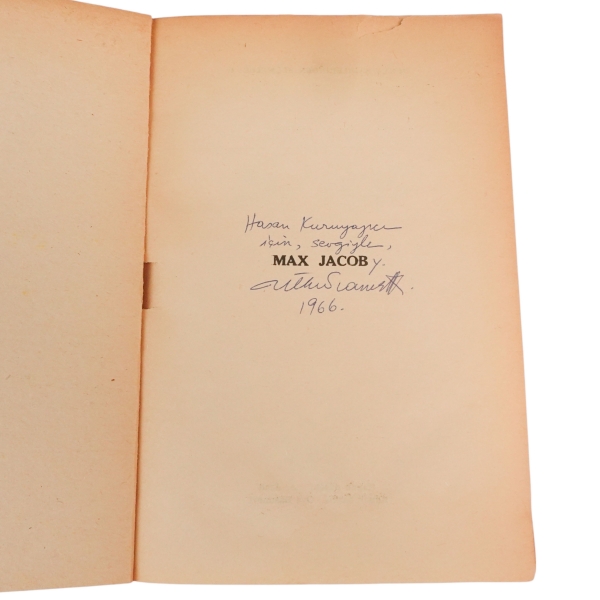 Hasan Kuruyazıcı
için, sevgiyle,
MAX JACOB y.
1966.